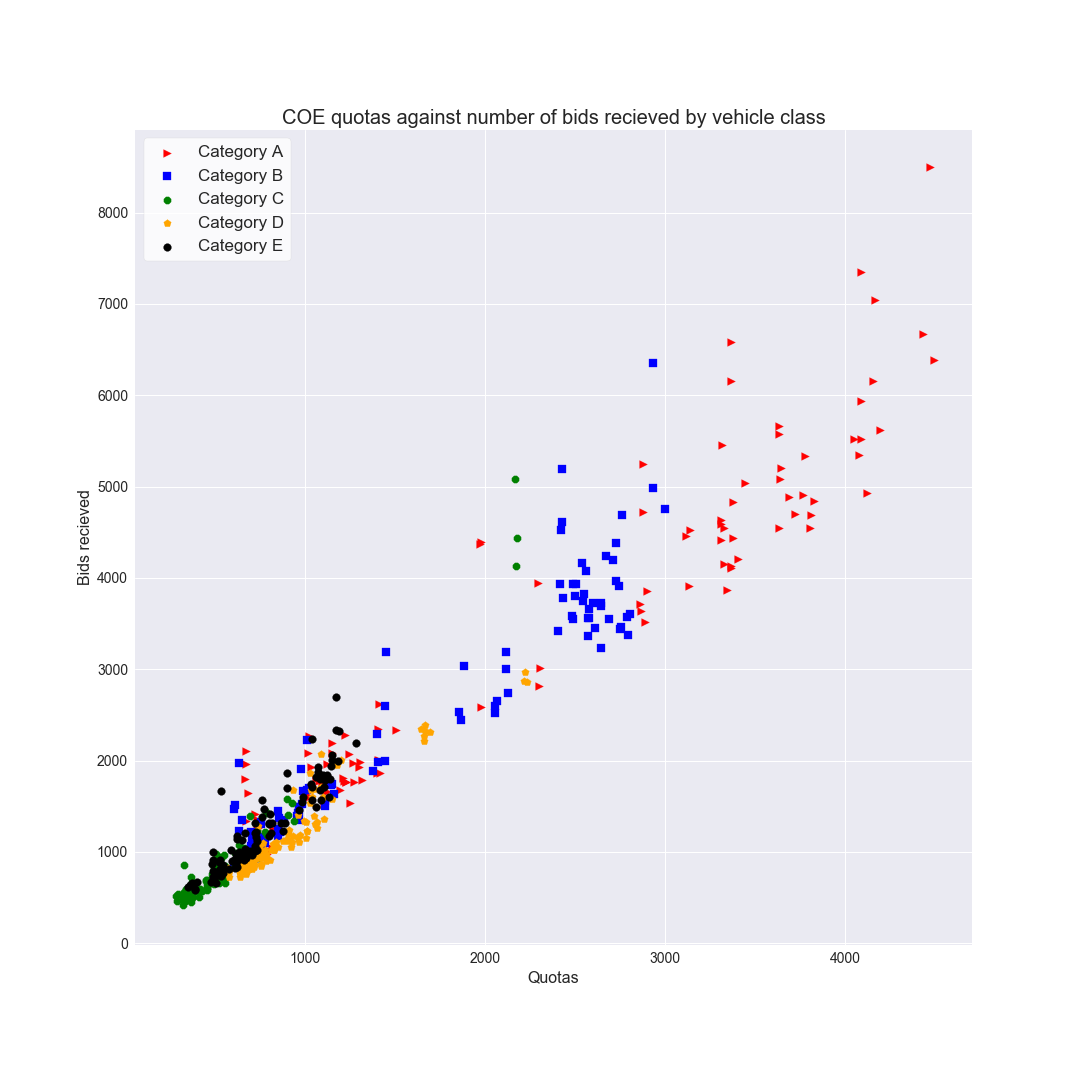 COE quotas against number of bids recieved by vehicle class
Category A
Category B
Category C
Category D
Category E
8000
7000
6000
5000
4000
3000
2000
1000
0
Bids recieved
1000 2000 3000 4000
Quotas